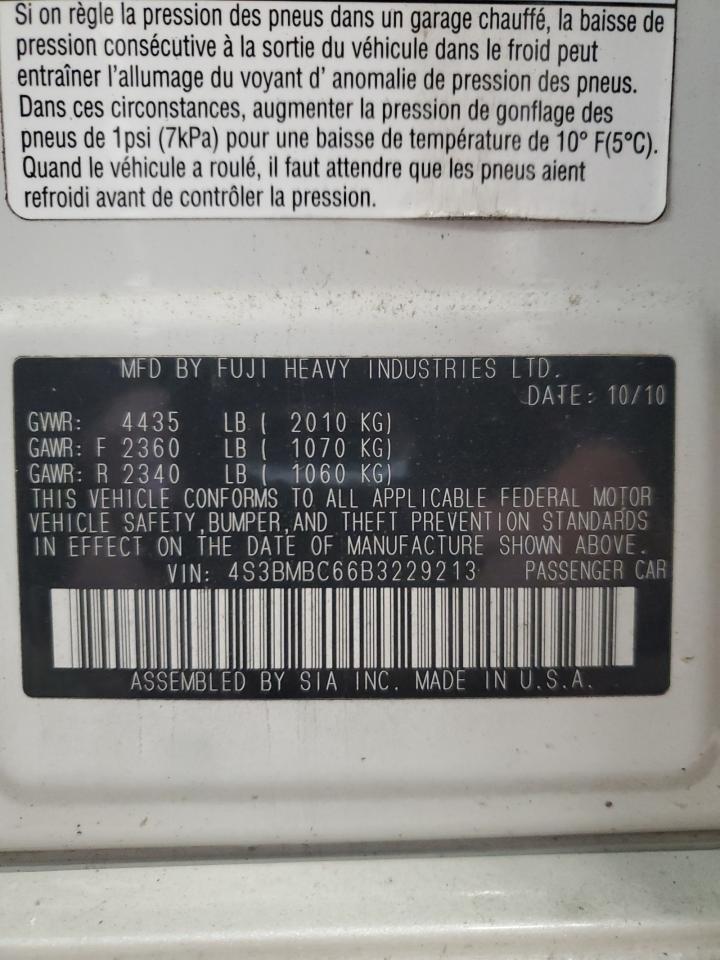 Si on règle la pression des pneus dans un garage chauffé, la baisse de
pression consécutive à la sortie du véhicule dans le froid peut
entraîner l'allumage du voyant d' anomalie de pression des pneus.
Dans ces circonstances, augmenter la pression de gonflage des
pneus de 1psi (7kPa) pour une baisse de température de 10° F(5°C).
Quand le véhicule a roulé, il faut attendre que les pneus aient
refroidi avant de contrôler la pression.
MFD BY FUJI HEAVY INDUSTRIES LTD.
DATE: 10/10
GVWR: 4435 LB ( 2010 KG)
GAWR: F 2360 LB ( 1070 KG)
GAWR: R 2340 LB ( 1060 KG)
THIS VEHICLE CONFORMS TO ALL APPLICABLE FEDERAL MOTOR
VEHICLE SAFETY,BUMPER,AND THEFT PREVENTION STANDARDS
IN EFFECT ON THE DATE OF MANUFACTURE SHOWN ABOVE.
VIN: 4S3BMBC66B3229213 PASSENGER CAR
ASSEMBLED BY SIA INC. MADE IN U.S.A.